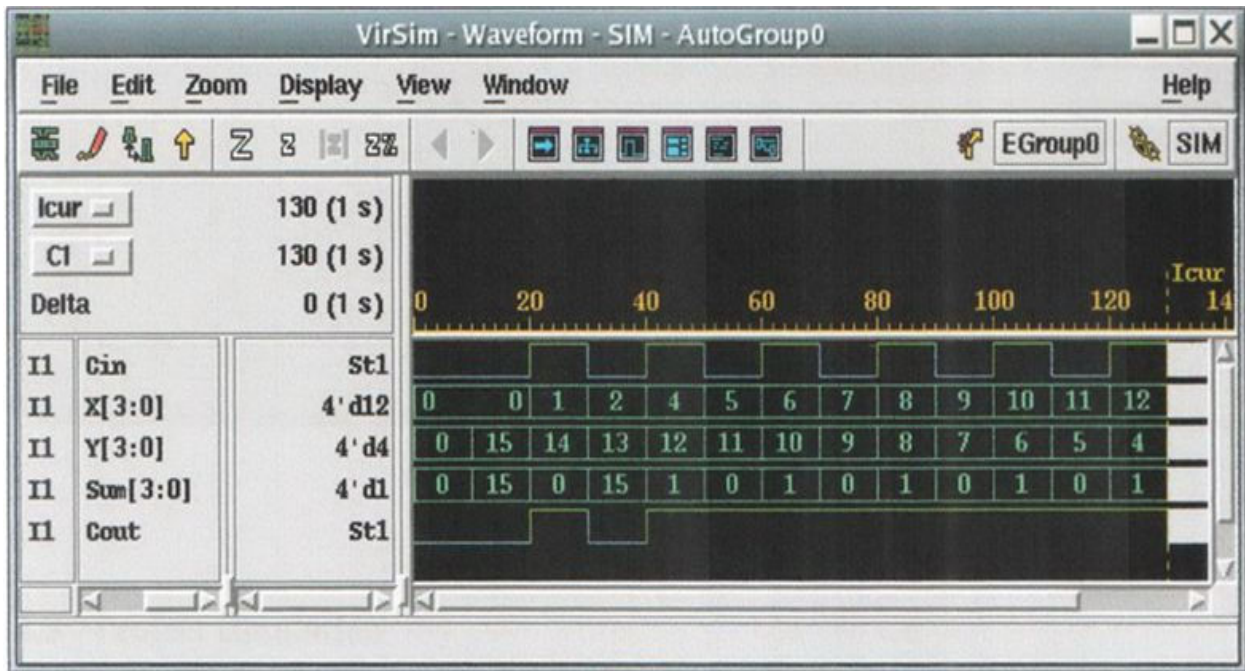 VirSim - Waveform - SIM - AutoGroup0
File Edit Zoom Display View Window Help
Z Z |Z| Z% EGroup0 SIM
Icur 130 (1 s)
C1 130 (1 s)
Delta 0 (1 s)
Icur
0 20 40 60 80 100 120 14
I1 Cin St1
I1 X[3:0] 4'd12 0 0 1 2 4 5 6 7 8 9 10 11 12
I1 Y[3:0] 4'd4 0 15 14 13 12 11 10 9 8 7 6 5 4
I1 Sum[3:0] 4'd1 0 15 0 15 1 0 1 0 1 0 1 0 1
I1 Cout St1